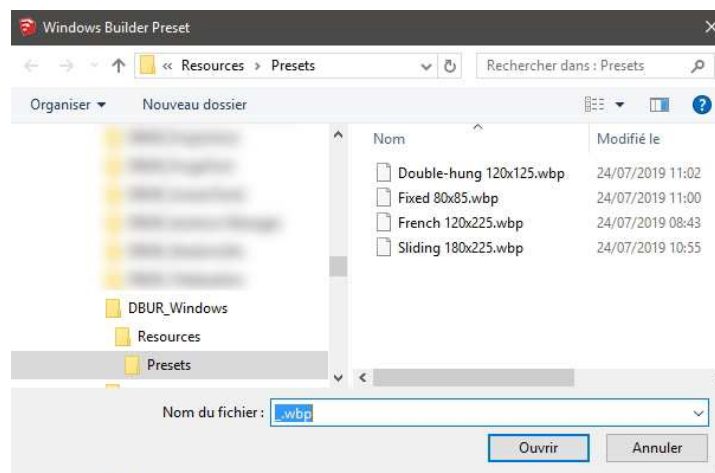 Windows Builder Preset
« Resources > Presets
Rechercher dans : Presets
Organiser
Nouveau dossier
Nom
Modifié le
Double-hung 120x125.wbp
24/07/2019 11:02
Fixed 80x85.wbp
24/07/2019 11:00
French 120x225.wbp
24/07/2019 08:43
Sliding 180x225.wbp
24/07/2019 10:55
DBUR_Windows
Resources
Presets
Nom du fichier :
_.wbp
Ouvrir
Annuler